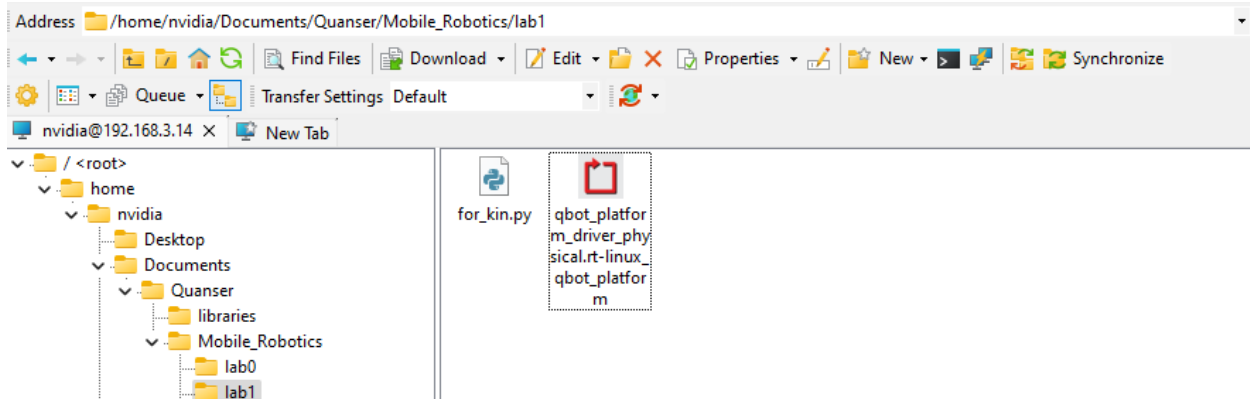 Address /home/nvidia/Documents/Quanser/Mobile_Robotics/lab1
Find Files Download Edit Properties New Synchronize
Queue Transfer Settings Default
nvidia@192.168.3.14 New Tab
/ <root>
home
nvidia
Desktop
Documents
Quanser
libraries
Mobile_Robotics
lab0
lab1
for_kin.py
qbot_platfor
m_driver_phy
sical.rt-linux_
qbot_platfor
m